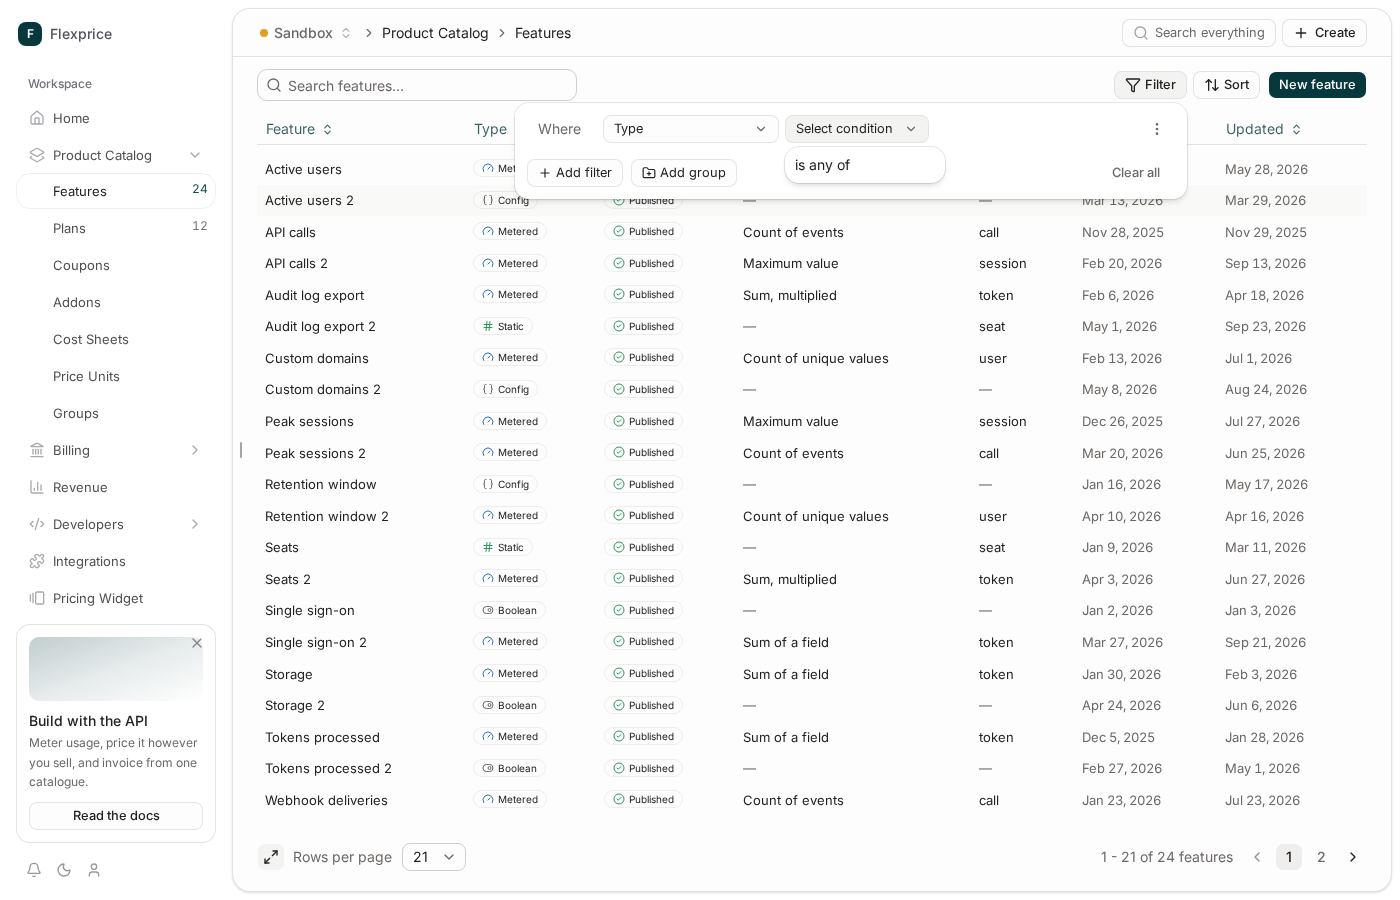 F Flexprice
Workspace
Home
Product Catalog
Features 24
Plans 12
Coupons
Addons
Cost Sheets
Price Units
Groups
Billing
Revenue
Developers
Integrations
Pricing Widget
Build with the API
Meter usage, price it however
you sell, and invoice from one
catalogue.
Read the docs
Sandbox > Product Catalog > Features
Search everything
Create
Search features...
Filter
Sort
New feature
Where Type Select condition
is any of
Add filter
Add group
Clear all
Feature Type Updated
Active users May 28, 2026
Active users 2 Config Published — — Mar 13, 2026 Mar 29, 2026
API calls Metered Published Count of events call Nov 28, 2025 Nov 29, 2025
API calls 2 Metered Published Maximum value session Feb 20, 2026 Sep 13, 2026
Audit log export Metered Published Sum, multiplied token Feb 6, 2026 Apr 18, 2026
Audit log export 2 Static Published — seat May 1, 2026 Sep 23, 2026
Custom domains Metered Published Count of unique values user Feb 13, 2026 Jul 1, 2026
Custom domains 2 Config Published — — May 8, 2026 Aug 24, 2026
Peak sessions Metered Published Maximum value session Dec 26, 2025 Jul 27, 2026
Peak sessions 2 Metered Published Count of events call Mar 20, 2026 Jun 25, 2026
Retention window Config Published — — Jan 16, 2026 May 17, 2026
Retention window 2 Metered Published Count of unique values user Apr 10, 2026 Apr 16, 2026
Seats Static Published — seat Jan 9, 2026 Mar 11, 2026
Seats 2 Metered Published Sum, multiplied token Apr 3, 2026 Jun 27, 2026
Single sign-on Boolean Published — — Jan 2, 2026 Jan 3, 2026
Single sign-on 2 Metered Published Sum of a field token Mar 27, 2026 Sep 21, 2026
Storage Metered Published Sum of a field token Jan 30, 2026 Feb 3, 2026
Storage 2 Boolean Published — — Apr 24, 2026 Jun 6, 2026
Tokens processed Metered Published Sum of a field token Dec 5, 2025 Jan 28, 2026
Tokens processed 2 Boolean Published — — Feb 27, 2026 May 1, 2026
Webhook deliveries Metered Published Count of events call Jan 23, 2026 Jul 23, 2026
Rows per page 21
1 - 21 of 24 features
1 2